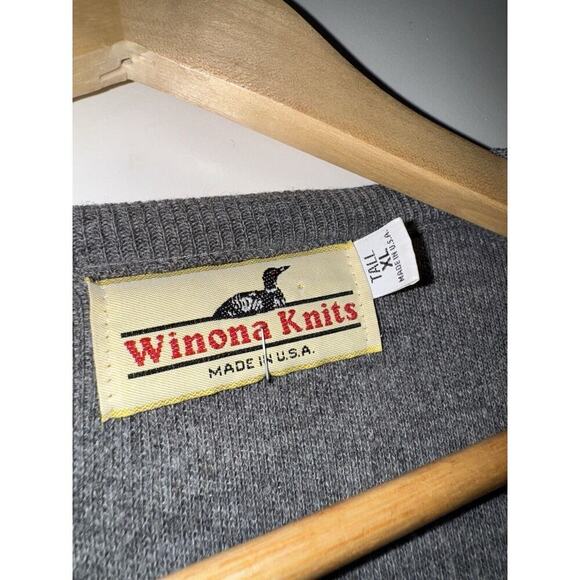 Winona Knits
MADE IN U.S.A.
TALL
XL
MADE IN U.S.A.